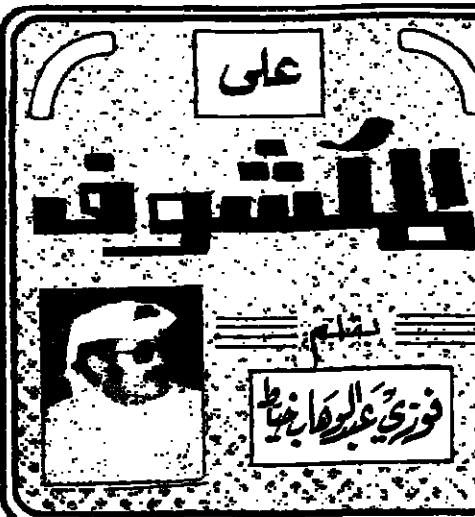 على
المكشوف
بقلم
فوزي عبدالوهاب خياط